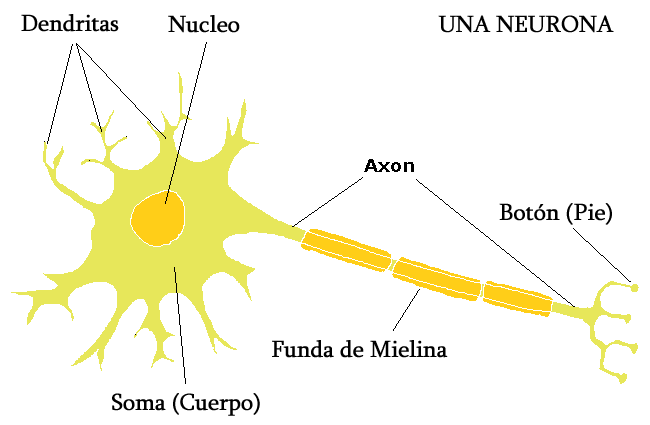 Dendritas
Nucleo
UNA NEURONA
Axon
Botón (Pie)
Funda de Mielina
Soma (Cuerpo)